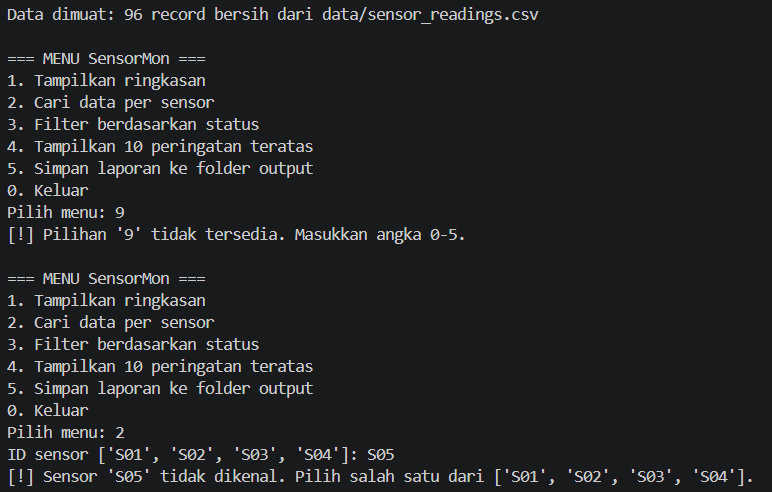 Data dimuat: 96 record bersih dari data/sensor_readings.csv
=== MENU SensorMon ===
1. Tampilkan ringkasan
2. Cari data per sensor
3. Filter berdasarkan status
4. Tampilkan 10 peringatan teratas
5. Simpan laporan ke folder output
0. Keluar
Pilih menu: 9
[!] Pilihan '9' tidak tersedia. Masukkan angka 0-5.
=== MENU SensorMon ===
1. Tampilkan ringkasan
2. Cari data per sensor
3. Filter berdasarkan status
4. Tampilkan 10 peringatan teratas
5. Simpan laporan ke folder output
0. Keluar
Pilih menu: 2
ID sensor ['S01', 'S02', 'S03', 'S04']: S05
[!] Sensor 'S05' tidak dikenal. Pilih salah satu dari ['S01', 'S02', 'S03', 'S04'].